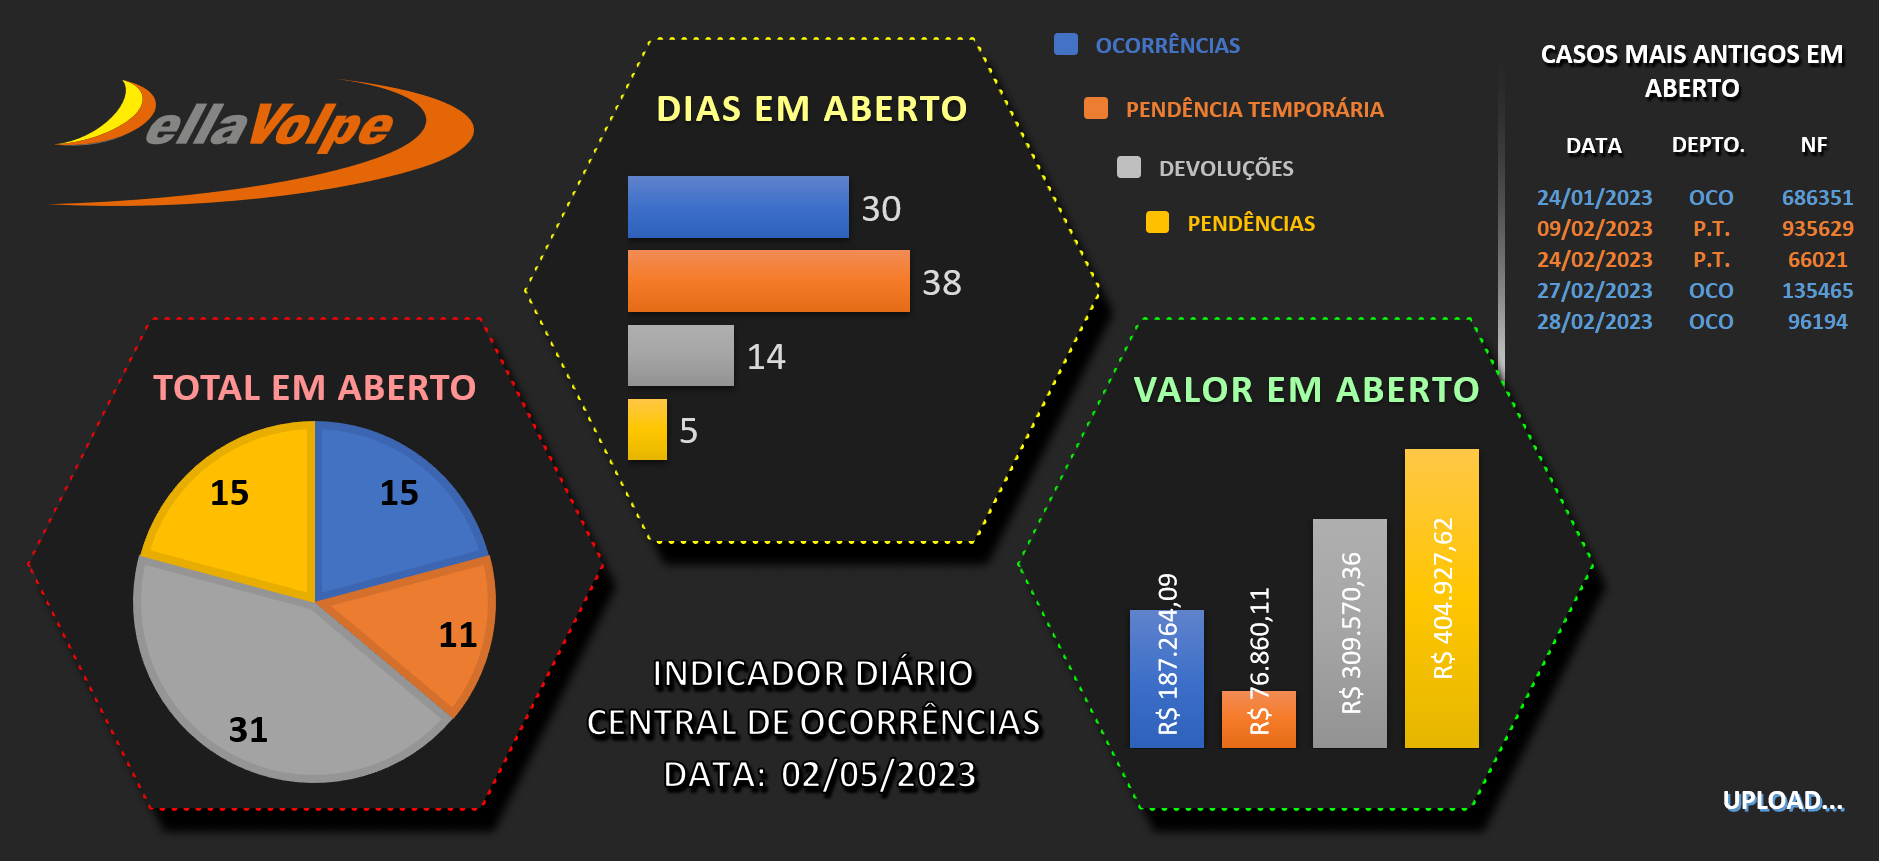 ellaVolpe
DIAS EM ABERTO
30
38
14
5
OCORRÊNCIAS
PENDÊNCIA TEMPORÁRIA
DEVOLUÇÕES
PENDÊNCIAS
CASOS MAIS ANTIGOS EM
ABERTO
DATA DEPTO. NF
24/01/2023 OCO 686351
09/02/2023 P.T. 935629
24/02/2023 P.T. 66021
27/02/2023 OCO 135465
28/02/2023 OCO 96194
TOTAL EM ABERTO
15
15
11
31
VALOR EM ABERTO
R$ 187.264,09
R$ 76.860,11
R$ 309.570,36
R$ 404.927,62
INDICADOR DIÁRIO
CENTRAL DE OCORRÊNCIAS
DATA: 02/05/2023
UPLOAD...